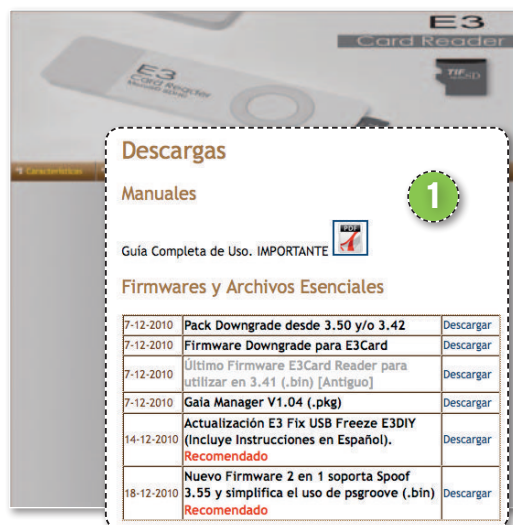 E3
Card Reader
E3
Card Reader
TIF SD
Características
Descargas
1
Manuales
Guía Completa de Uso. IMPORTANTE PDF
Firmwares y Archivos Esenciales
7-12-2010 Pack Downgrade desde 3.50 y/o 3.42 Descargar
7-12-2010 Firmware Downgrade para E3Card Descargar
7-12-2010 Último Firmware E3Card Reader para
utilizar en 3.41 (.bin) [Antiguo] Descargar
7-12-2010 Gaia Manager V1.04 (.pkg) Descargar
Actualización E3 Fix USB Freeze E3DIY
14-12-2010 (Incluye Instrucciones en Español). Descargar
Recomendado
Nuevo Firmware 2 en 1 soporta Spoof
18-12-2010 3.55 y simplifica el uso de psgroove (.bin) Descargar
Recomendado